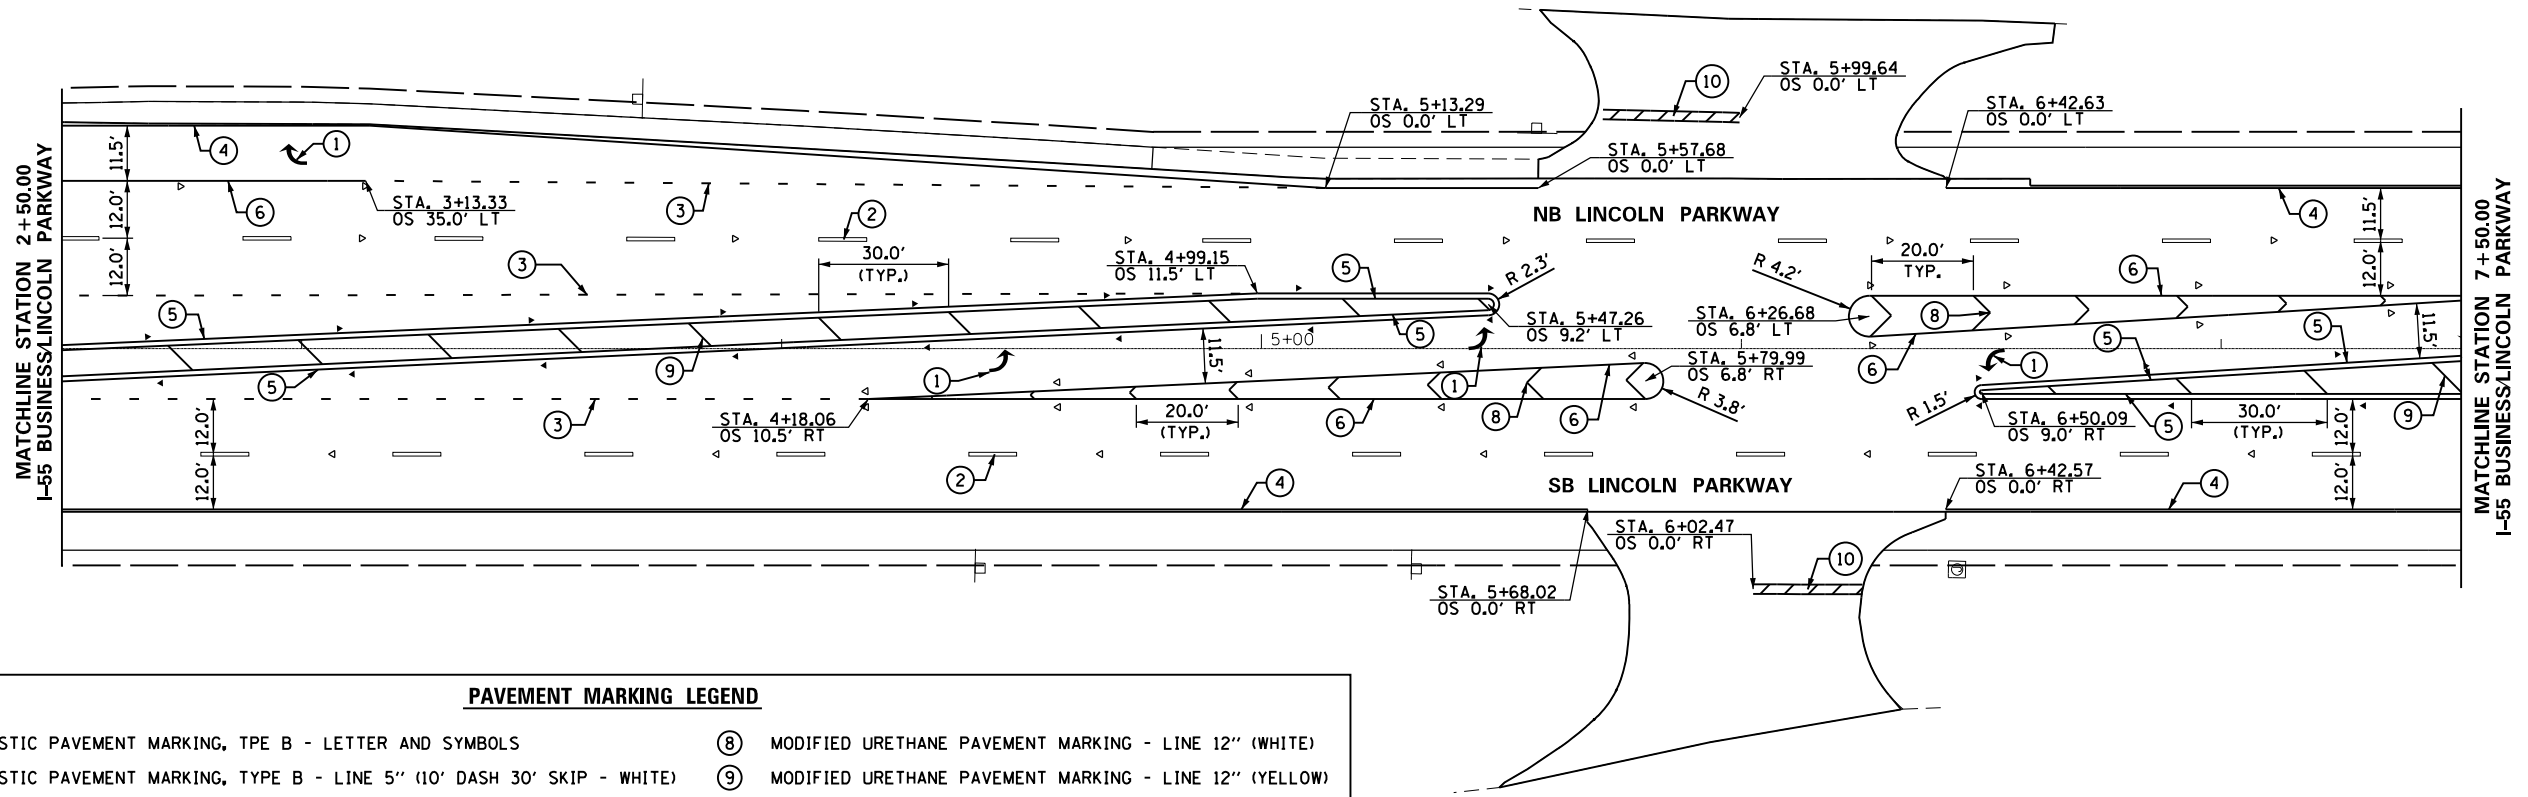 MATCHLINE STATION 2+50.00
I-55 BUSINESS/LINCOLN PARKWAY
11.5'
12.0'
12.0'
12.0'
12.0'
4
1
6
STA. 3+13.33
OS 35.0' LT
3
2
3
30.0'
(TYP.)
5
5
9
3
STA. 4+18.06
OS 10.5' RT
1
2
STA. 4+99.15
OS 11.5' LT
5
R 2.3'
STA. 5+13.29
OS 0.0' LT
STA. 5+57.68
OS 0.0' LT
10
STA. 5+99.64
OS 0.0' LT
STA. 6+42.63
OS 0.0' LT
NB LINCOLN PARKWAY
5+00
11.5'
20.0'
(TYP.)
5
STA. 5+47.26
OS 9.2' LT
1
6
8
6
STA. 5+79.99
OS 6.8' RT
R 3.8'
R 4.2'
20.0'
TYP.
STA. 6+26.68
OS 6.8' LT
8
6
6
1
5
5
11.5'
R 1.5'
STA. 6+50.09
OS 9.0' RT
5
30.0'
(TYP.)
9
4
11.5'
12.0'
12.0'
12.0'
4
SB LINCOLN PARKWAY
STA. 6+42.57
OS 0.0' RT
4
STA. 6+02.47
OS 0.0' RT
10
STA. 5+68.02
OS 0.0' RT
MATCHLINE STATION 7+50.00
I-55 BUSINESS/LINCOLN PARKWAY
PAVEMENT MARKING LEGEND
STIC PAVEMENT MARKING, TPE B - LETTER AND SYMBOLS
STIC PAVEMENT MARKING, TYPE B - LINE 5" (10' DASH 30' SKIP - WHITE)
8 MODIFIED URETHANE PAVEMENT MARKING - LINE 12" (WHITE)
9 MODIFIED URETHANE PAVEMENT MARKING - LINE 12" (YELLOW)